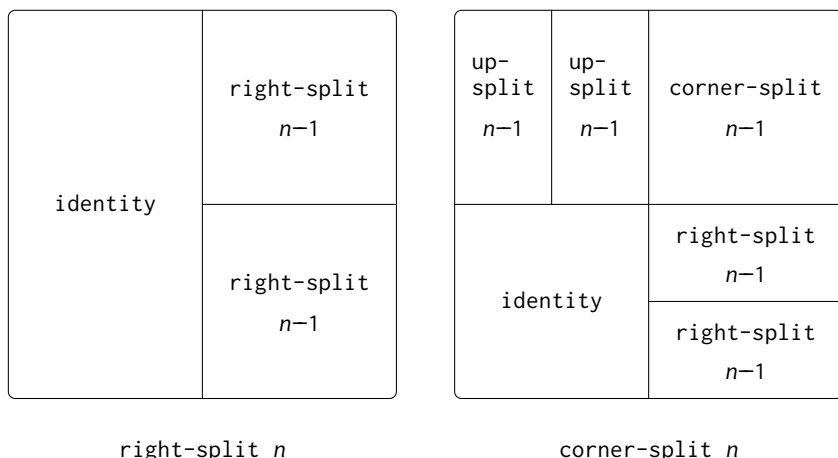 identity
right-split
n−1
right-split
n−1
right-split n
up-
split
n−1
up-
split
n−1
corner-split
n−1
identity
right-split
n−1
right-split
n−1
corner-split n